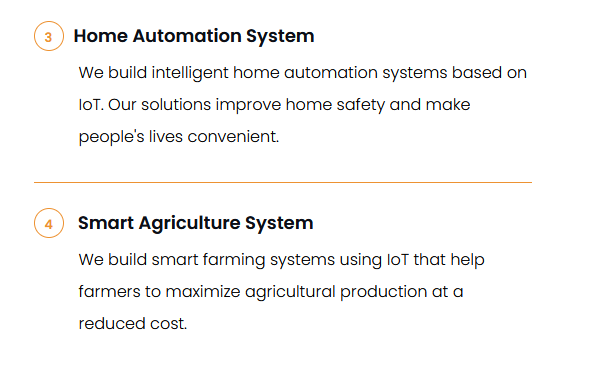 3 Home Automation System
We build intelligent home automation systems based on
IoT. Our solutions improve home safety and make
people's lives convenient.
4 Smart Agriculture System
We build smart farming systems using IoT that help
farmers to maximize agricultural production at a
reduced cost.